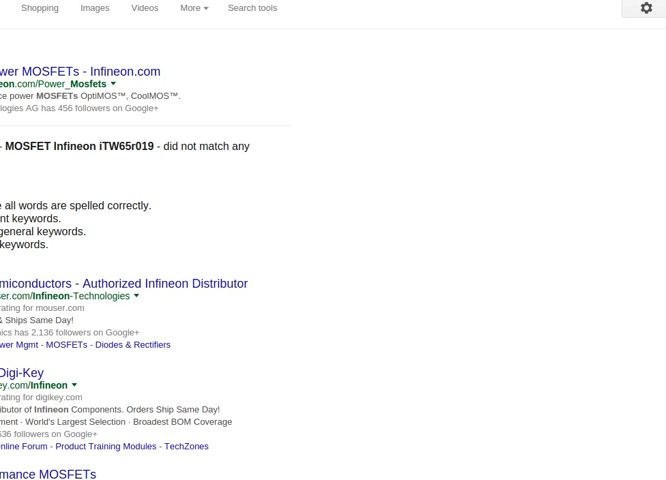 Shopping Images Videos More Search tools
wer MOSFETs - Infineon.com
eon.com/Power_Mosfets
ce power MOSFETs OptiMOS™, CoolMOS™.
logies AG has 456 followers on Google+
- MOSFET Infineon iTW65r019 - did not match any
e all words are spelled correctly.
nt keywords.
general keywords.
keywords.
miconductors - Authorized Infineon Distributor
ser.com/Infineon-Technologies
rating for mouser.com
& Ships Same Day!
nics has 2,136 followers on Google+
wer Mgmt - MOSFETs - Diodes & Rectifiers
Digi-Key
ey.com/Infineon
rating for digikey.com
ibutor of Infineon Components. Orders Ship Same Day!
ment · World's Largest Selection · Broadest BOM Coverage
636 followers on Google+
nline Forum - Product Training Modules - TechZones
mance MOSFETs